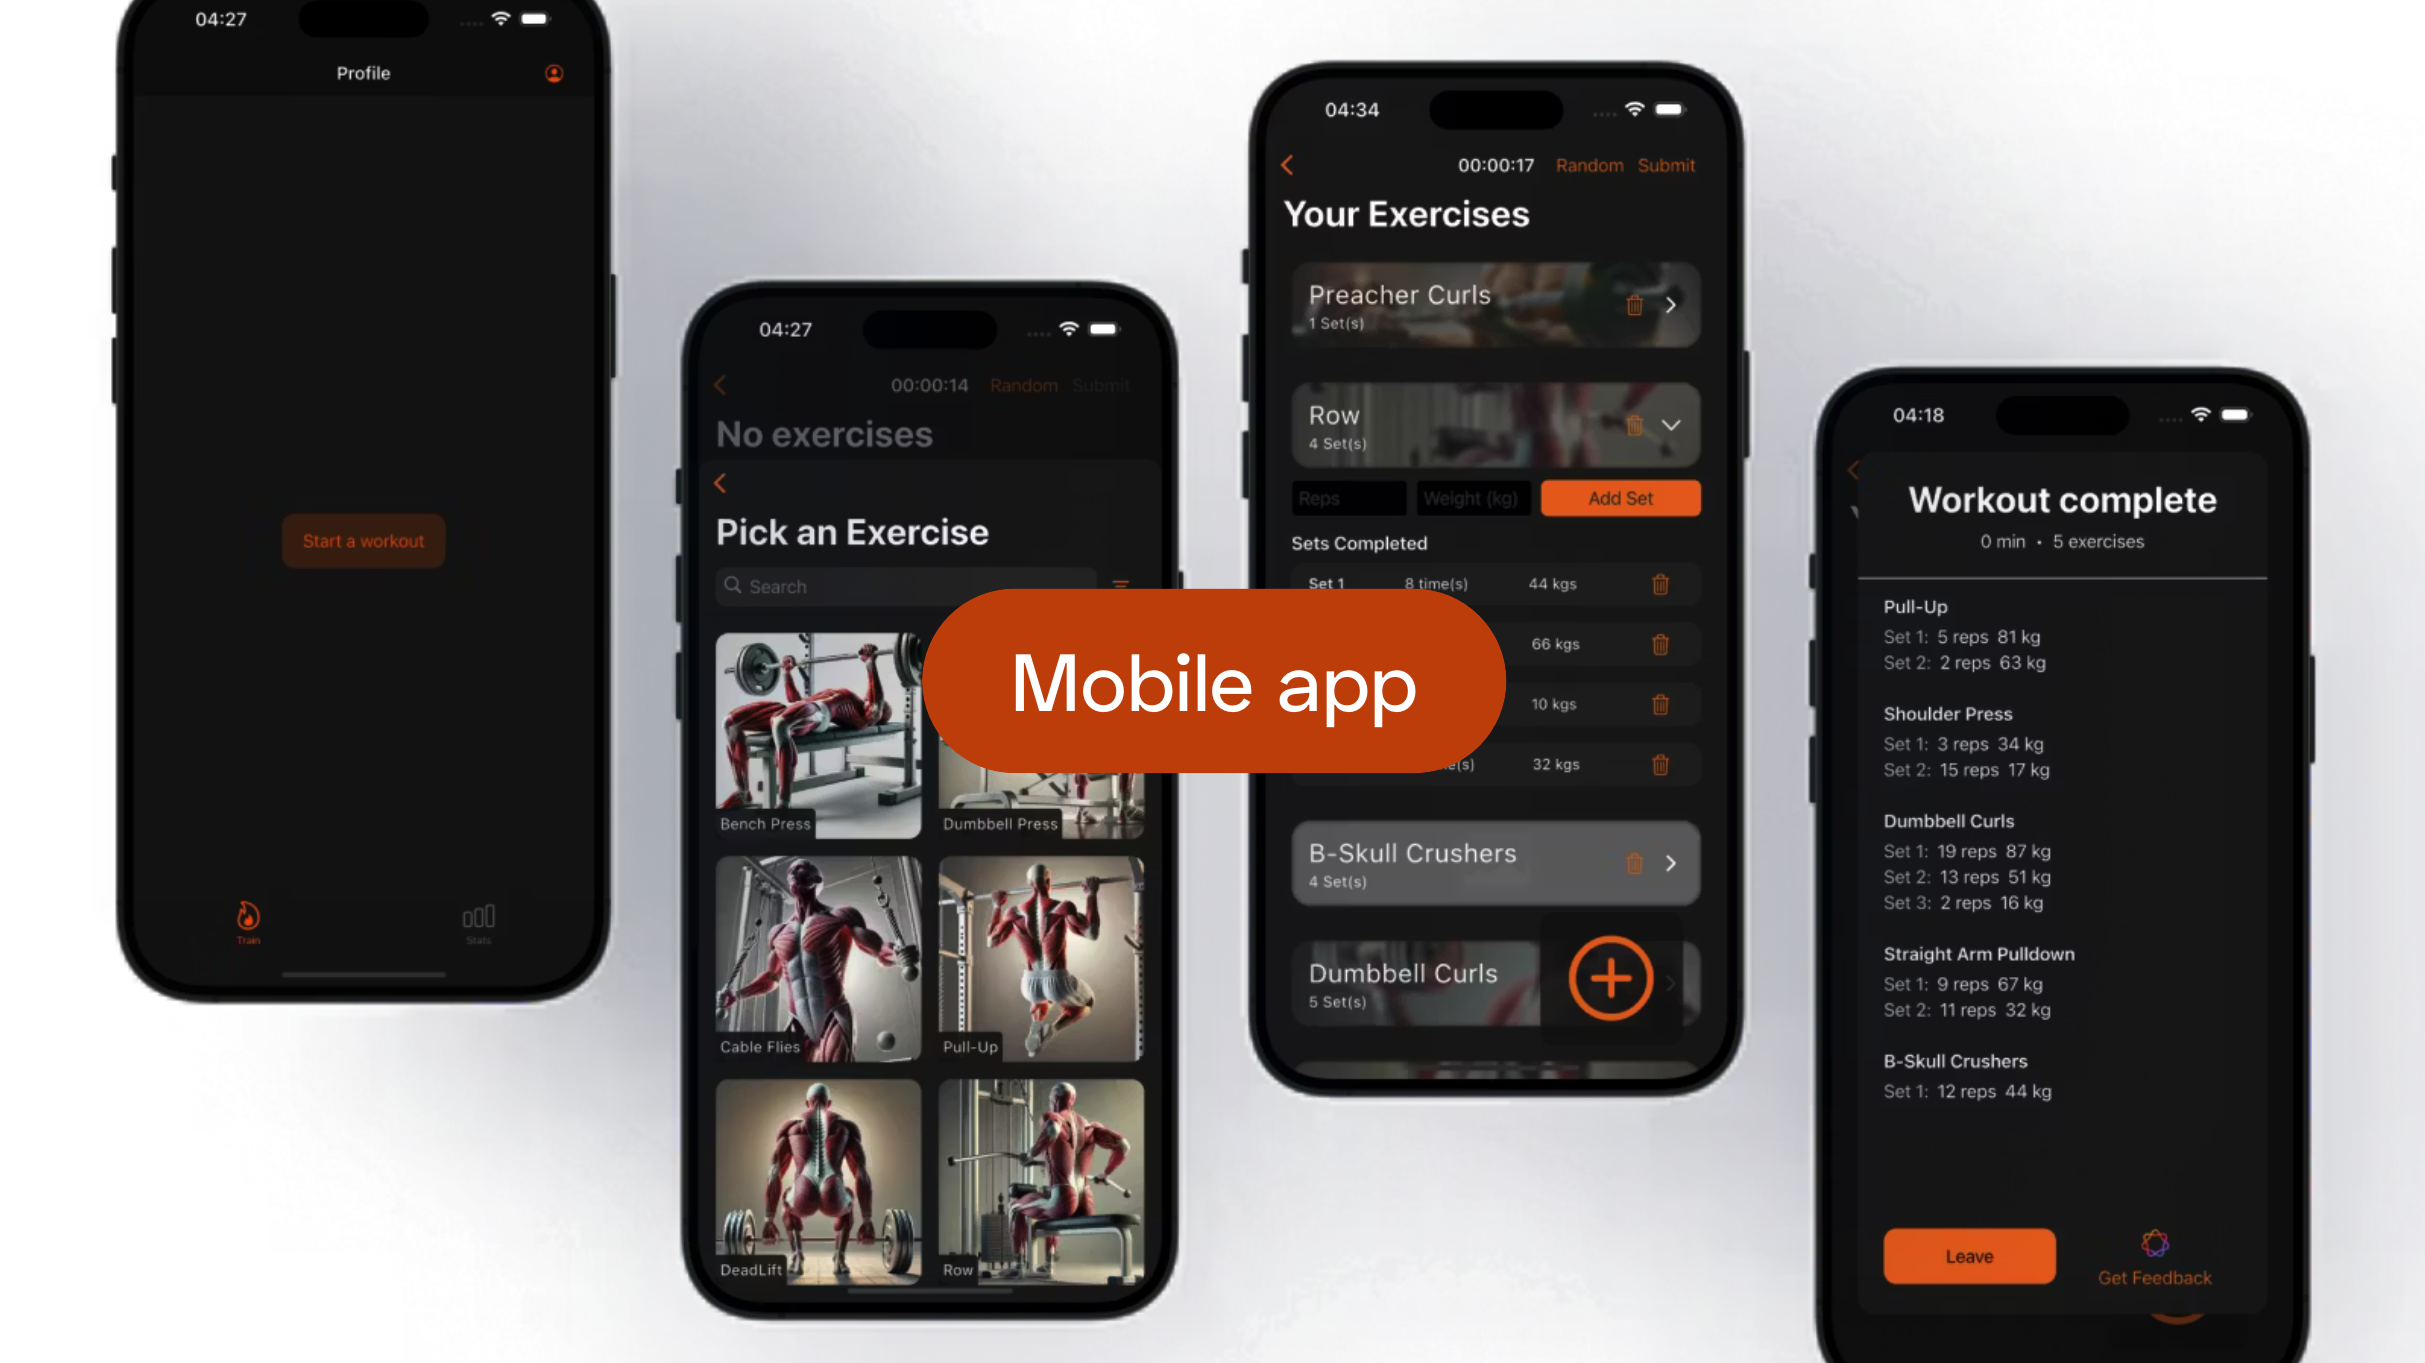 04:27
Profile
Start a workout
Train
Stats
04:27
00:00:14 Random Submit
No exercises
Pick an Exercise
Search
Bench Press
Dumbbell Press
Cable Flies
Pull-Up
DeadLift
Row
Mobile app
04:34
00:00:17 Random Submit
Your Exercises
Preacher Curls
1 Set(s)
Row
4 Set(s)
Reps Weight (kg) Add Set
Sets Completed
Set 1 8 time(s) 44 kgs
66 kgs
10 kgs
32 kgs
B-Skull Crushers
4 Set(s)
Dumbbell Curls
5 Set(s)
04:18
Workout complete
0 min • 5 exercises
Pull-Up
Set 1: 5 reps 81 kg
Set 2: 2 reps 63 kg
Shoulder Press
Set 1: 3 reps 34 kg
Set 2: 15 reps 17 kg
Dumbbell Curls
Set 1: 19 reps 87 kg
Set 2: 13 reps 51 kg
Set 3: 2 reps 16 kg
Straight Arm Pulldown
Set 1: 9 reps 67 kg
Set 2: 11 reps 32 kg
B-Skull Crushers
Set 1: 12 reps 44 kg
Leave
Get Feedback